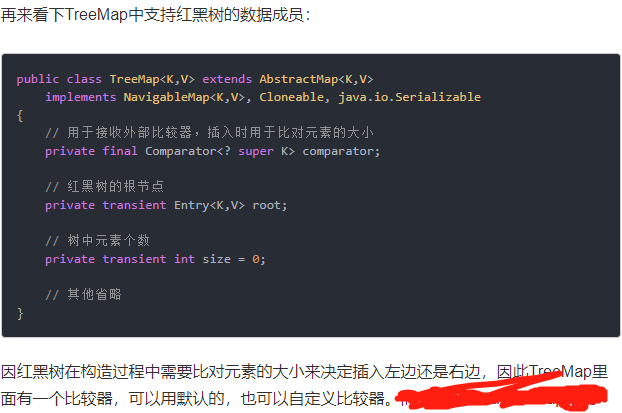 再来看下TreeMap中支持红黑树的数据成员：
public class TreeMap<K,V> extends AbstractMap<K,V>
    implements NavigableMap<K,V>, Cloneable, java.io.Serializable
{
    // 用于接收外部比较器，插入时用于比对元素的大小
    private final Comparator<? super K> comparator;

    // 红黑树的根节点
    private transient Entry<K,V> root;

    // 树中元素个数
    private transient int size = 0;

    // 其他省略
}
因红黑树在构造过程中需要比对元素的大小来决定插入左边还是右边，因此TreeMap里
面有一个比较器，可以用默认的，也可以自定义比较器。